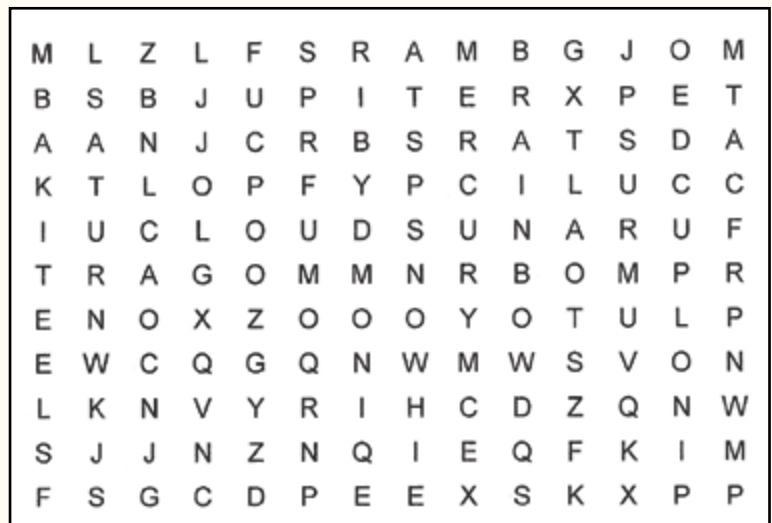 M L Z L F S R A M B G J O M
B S B J U P I T E R X P E T
A A N J C R B S R A T S D A
K T L O P F Y P C I L U C C
I U C L O U D S U N A R U F
T R A G O M M N R B O M P R
E N O X Z O O O Y O T U L P
E W C Q G Q N W M W S V O N
L K N V Y R I H C D Z Q N W
S J J N Z N Q I E Q F K I M
F S G C D P E E X S K X P P